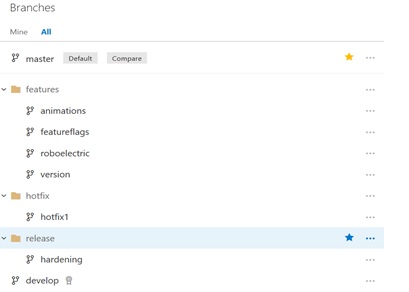 Branches
Mine All
master Default Compare
features
animations
featureflags
roboelectric
version
hotfix
hotfix1
release
hardening
develop